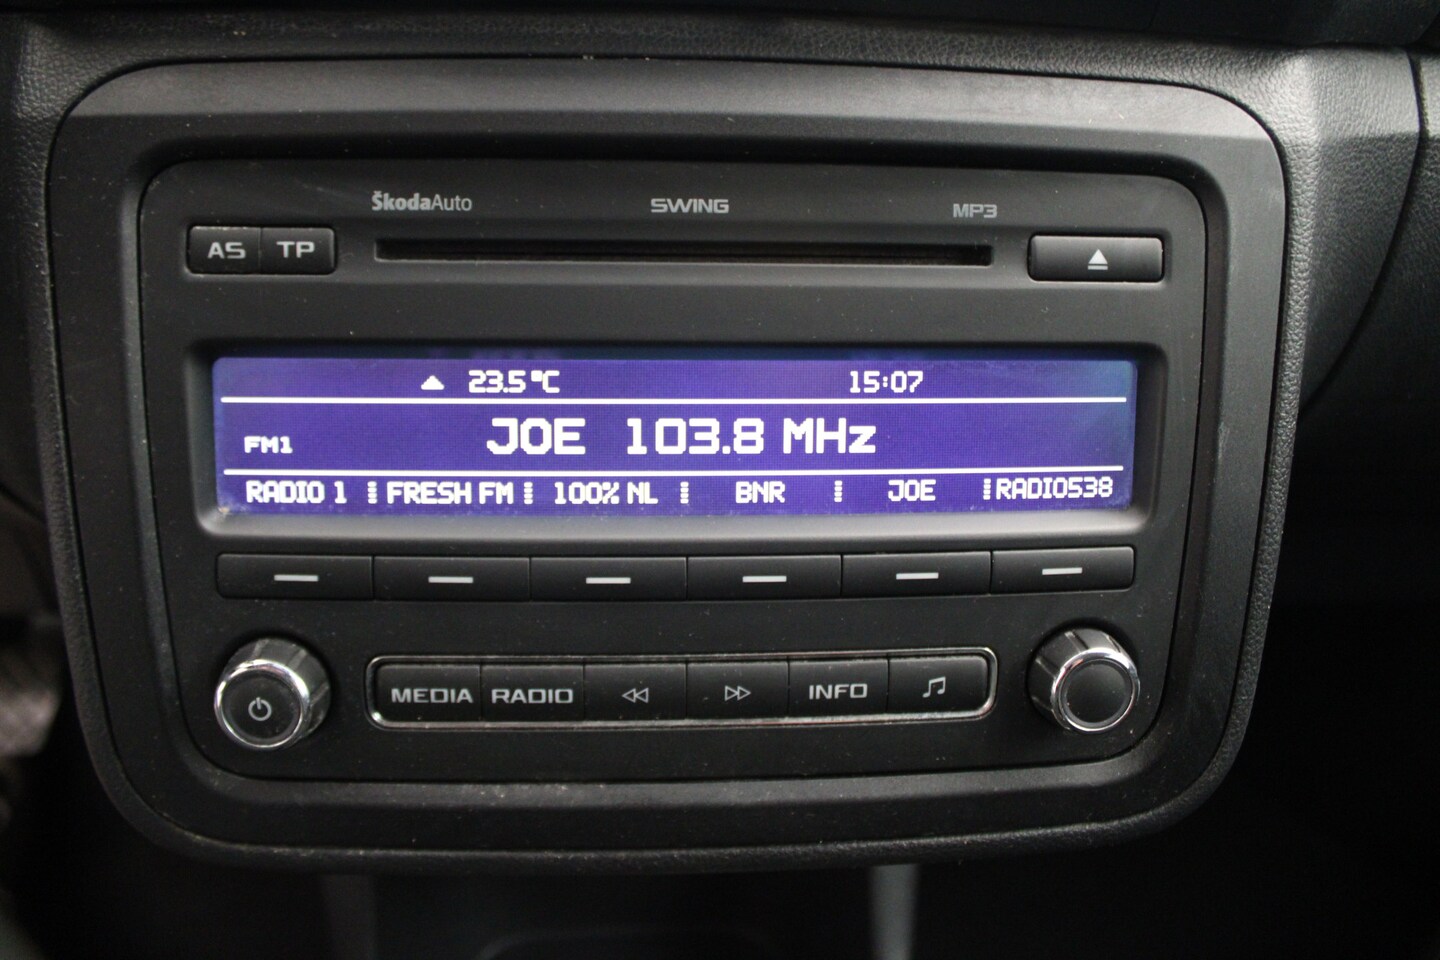 ŠkodaAuto SWING MP3
AS TP
23.5°C 15:07
FM1 JOE 103.8 MHz
RADIO 1 FRESH FM 100% NL BNR JOE RADIO538
MEDIA RADIO INFO